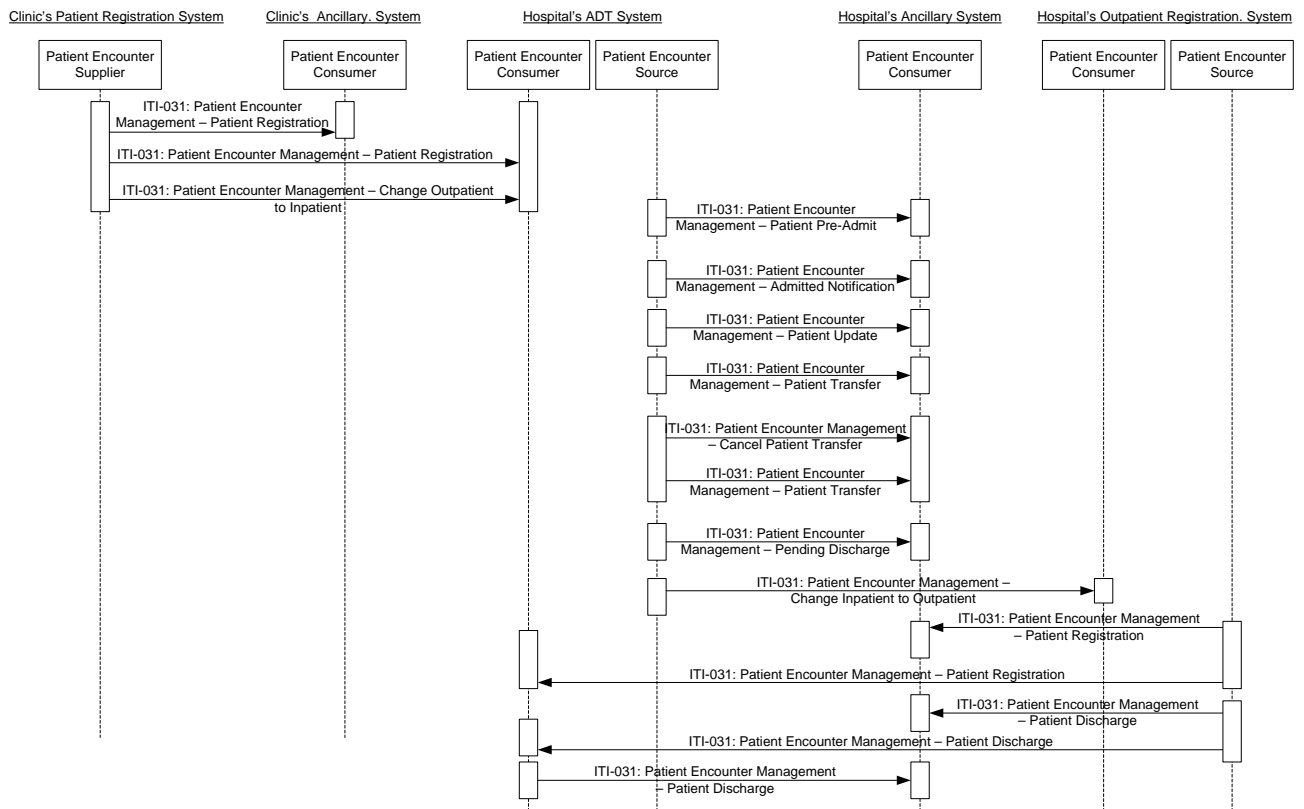 Clinic's Patient Registration System
Clinic's  Ancillary. System
Hospital's ADT System
Hospital's Ancillary System
Hospital's Outpatient Registration. System
Patient Encounter
Supplier
Patient Encounter
Consumer
Patient Encounter
Consumer
Patient Encounter
Source
Patient Encounter
Consumer
Patient Encounter
Consumer
Patient Encounter
Source
ITI-031: Patient Encounter
Management – Patient Registration
ITI-031: Patient Encounter Management – Patient Registration
ITI-031: Patient Encounter Management – Change Outpatient
to Inpatient
ITI-031: Patient Encounter
Management – Patient Pre-Admit
ITI-031: Patient Encounter
Management – Admitted Notification
ITI-031: Patient Encounter
Management – Patient Update
ITI-031: Patient Encounter
Management – Patient Transfer
ITI-031: Patient Encounter Management
– Cancel Patient Transfer
ITI-031: Patient Encounter
Management – Patient Transfer
ITI-031: Patient Encounter
Management – Pending Discharge
ITI-031: Patient Encounter Management –
Change Inpatient to Outpatient
ITI-031: Patient Encounter Management
– Patient Registration
ITI-031: Patient Encounter Management – Patient Registration
ITI-031: Patient Encounter Management
– Patient Discharge
ITI-031: Patient Encounter Management – Patient Discharge
ITI-031: Patient Encounter Management
– Patient Discharge